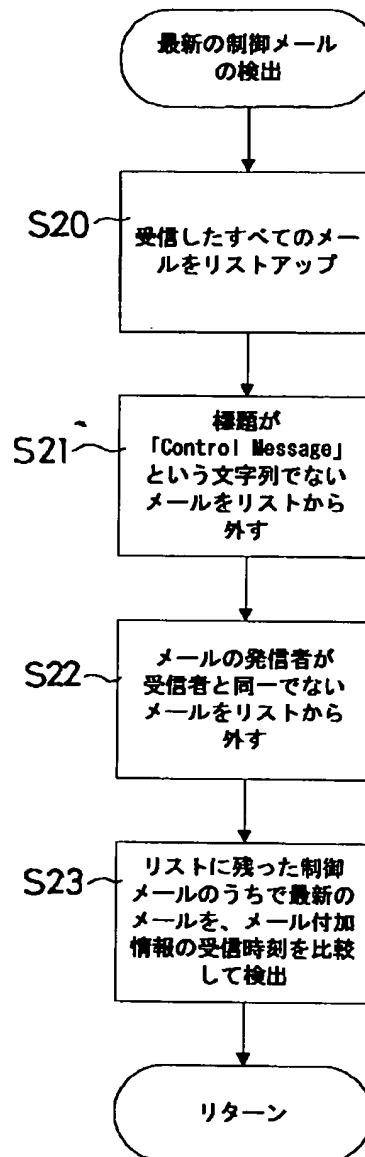 最新の制御メール
の検出
S20
受信したすべてのメー
ルをリストアップ
S21
標題が
「Control Message」
という文字列でない
メールをリストから
外す
S22
メールの発信者が
受信者と同一でない
メールをリストから
外す
S23
リストに残った制御
メールのうちで最新の
メールを、メール付加
情報の受信時刻を比較
して検出
リターン